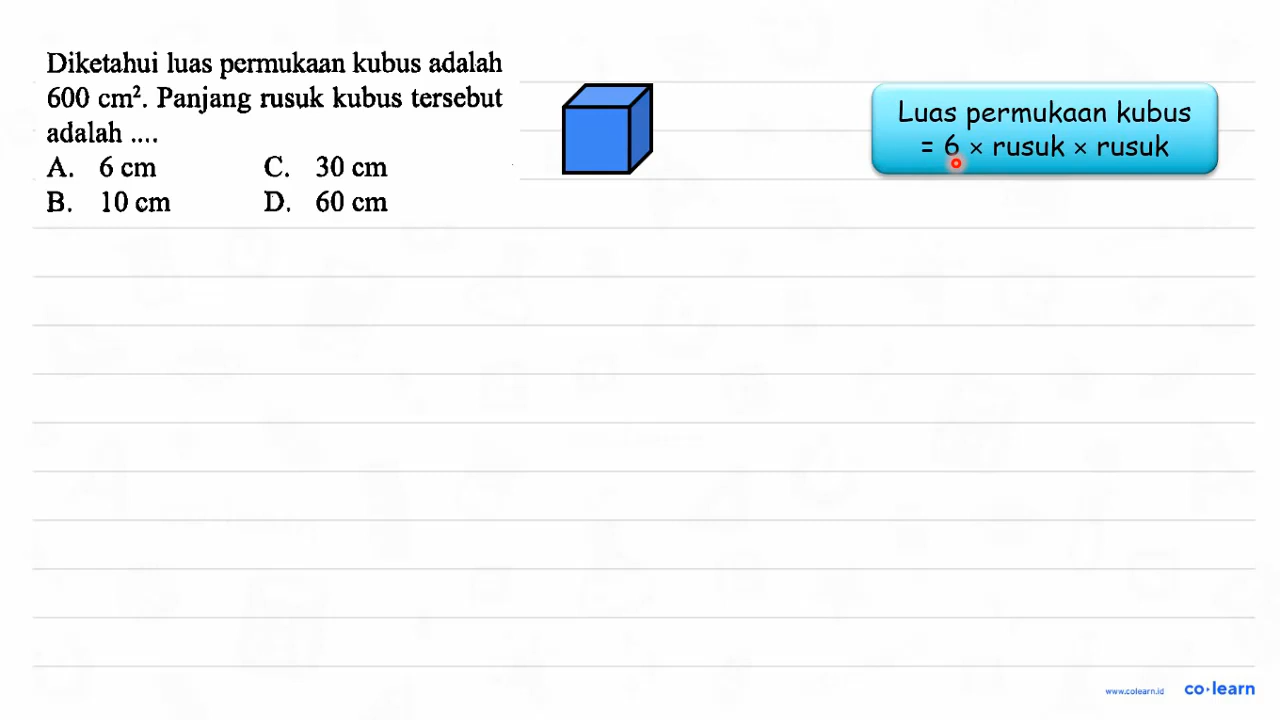 Diketahui luas permukaan kubus adalah
600 cm². Panjang rusuk kubus tersebut
adalah ....
A. 6 cm C. 30 cm
B. 10 cm D. 60 cm
Luas permukaan kubus
= 6 × rusuk × rusuk
www.colearn.id co·learn